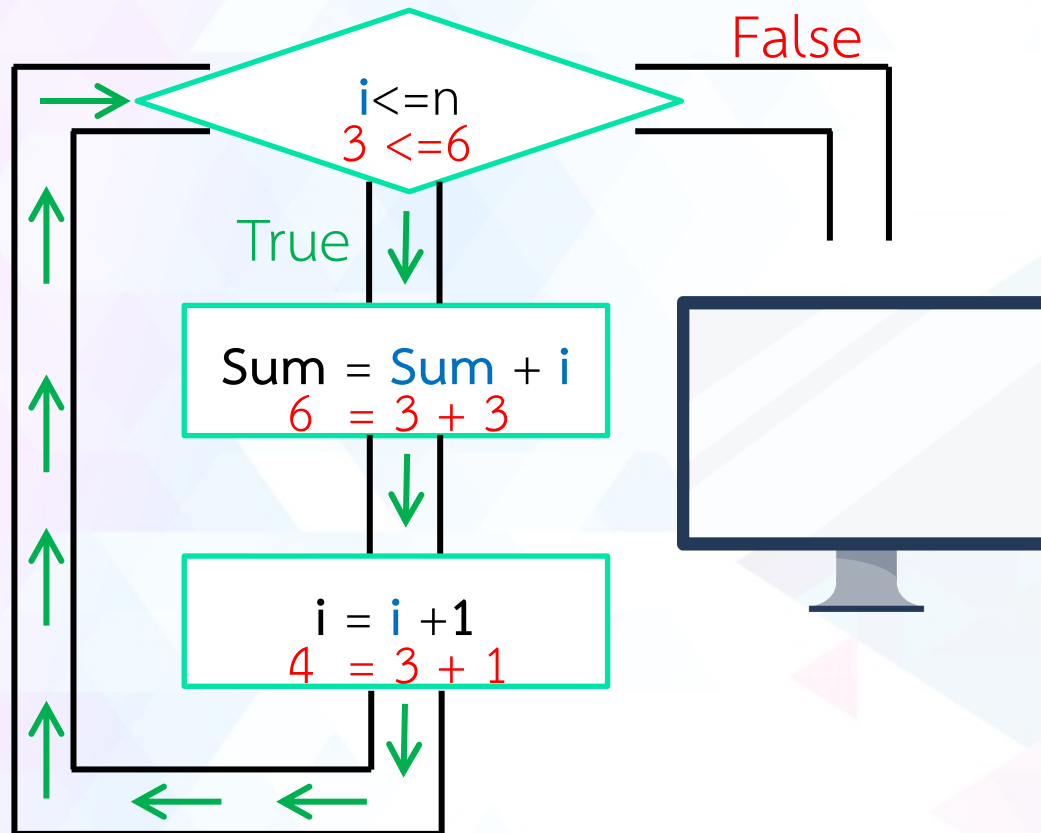 False
i<=n
3 <=6
True
Sum = Sum + i
6 = 3 + 3
i = i +1
4 = 3 + 1